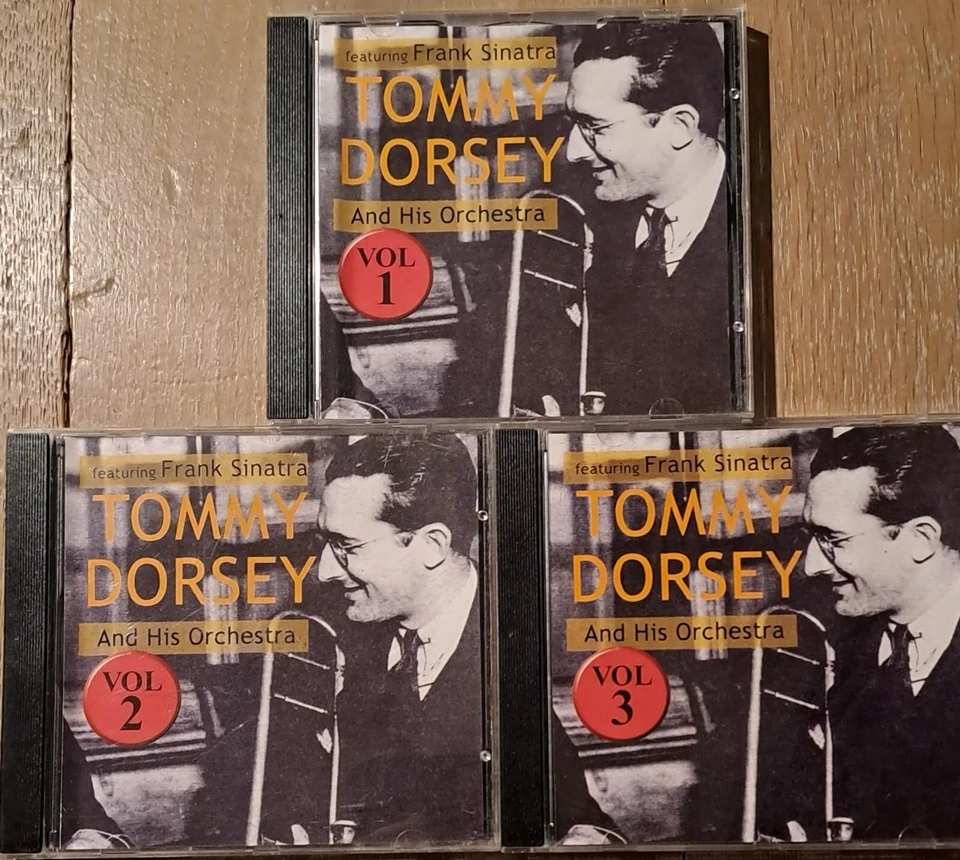 featuring Frank Sinatra
TOMMY
DORSEY
And His Orchestra
VOL
1
featuring Frank Sinatra
TOMMY
DORSEY
And His Orchestra
VOL
2
featuring Frank Sinatra
TOMMY
DORSEY
And His Orchestra
VOL
3